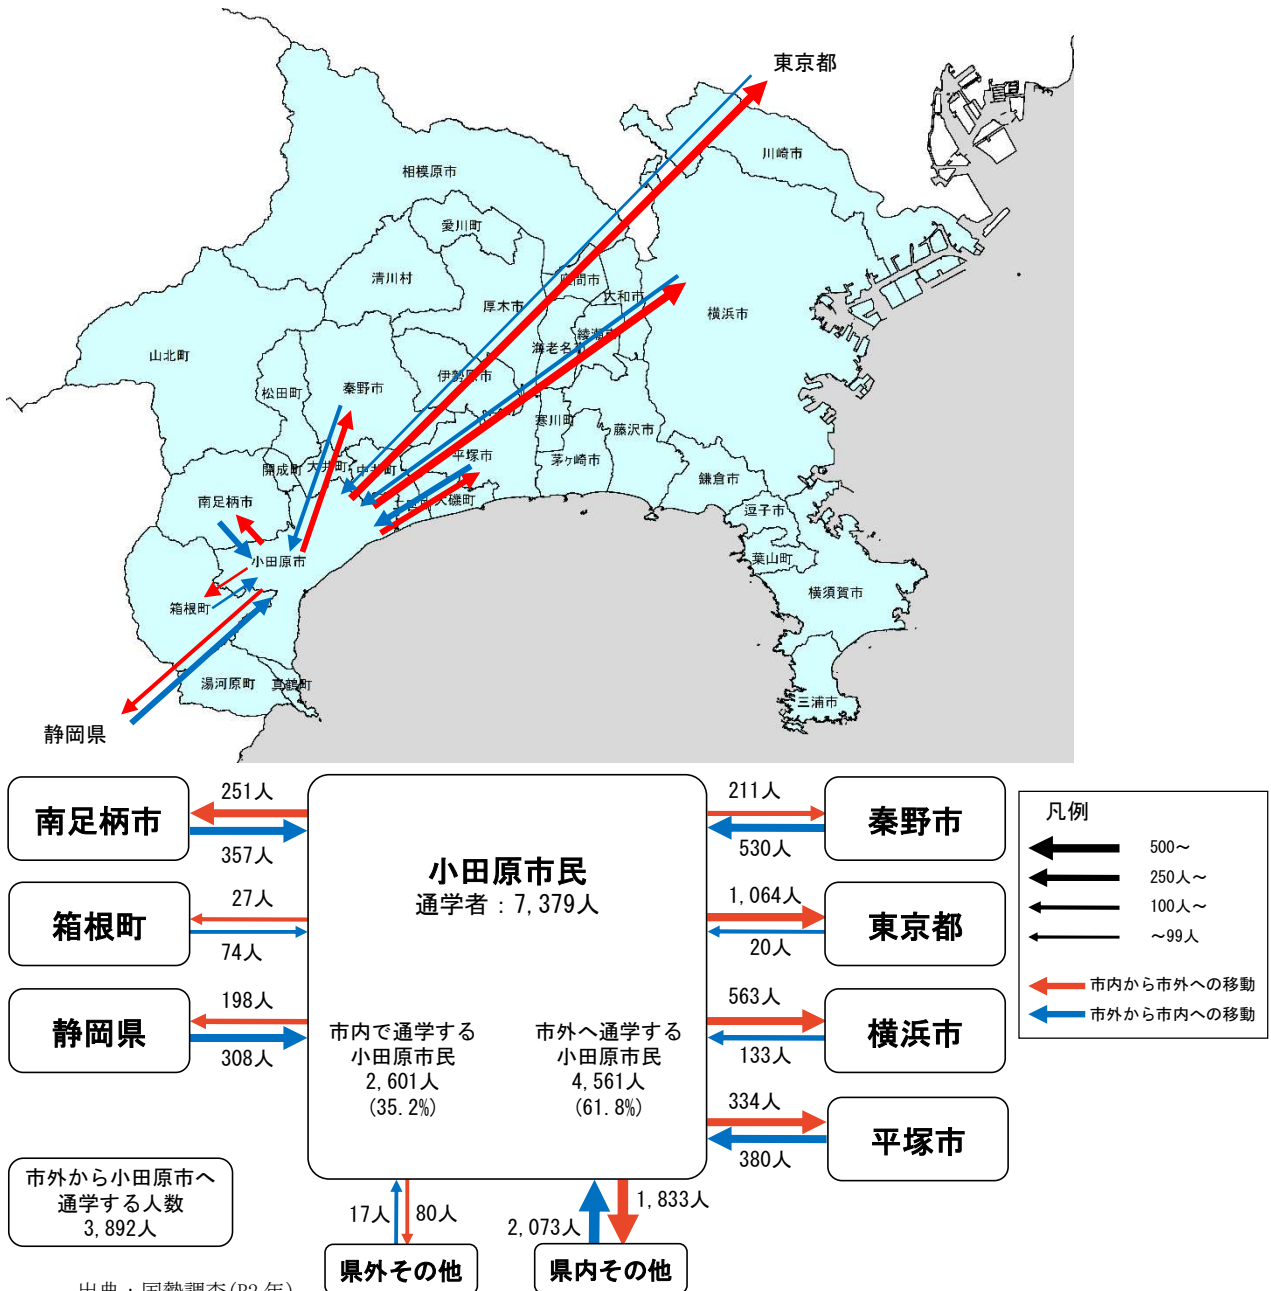 東京都
川崎市
相模原市
愛川町
清川村
座間市
大和市
厚木市
横浜市
綾瀬市
海老名市
山北町
伊勢原市
秦野市
松田町
寒川町
藤沢市
平塚市
茅ヶ崎市
開成町
大井町
中井町
鎌倉市
南足柄市
大磯町
逗子市
葉山町
小田原市
横須賀市
箱根町
湯河原町
真鶴町
三浦市
静岡県
南足柄市
251人
357人
箱根町
27人
74人
静岡県
198人
308人
小田原市民
通学者：7,379人
市内で通学する
小田原市民
2,601人
(35.2%)
市外へ通学する
小田原市民
4,561人
(61.8%)
211人
530人
秦野市
1,064人
20人
東京都
563人
133人
横浜市
334人
380人
平塚市
凡例
500～
250人～
100人～
～99人
市内から市外への移動
市外から市内への移動
市外から小田原市へ
通学する人数
3,892人
17人
80人
県外その他
2,073人
1,833人
県内その他
出典：国勢調査(R2年)